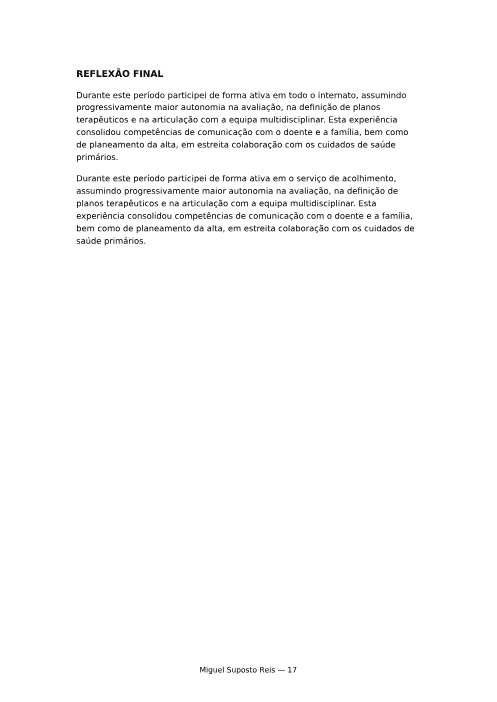 REFLEXÃO FINAL
Durante este período participei de forma ativa em todo o internato, assumindo
progressivamente maior autonomia na avaliação, na definição de planos
terapêuticos e na articulação com a equipa multidisciplinar. Esta experiência
consolidou competências de comunicação com o doente e a família, bem como
de planeamento da alta, em estreita colaboração com os cuidados de saúde
primários.
Durante este período participei de forma ativa em o serviço de acolhimento,
assumindo progressivamente maior autonomia na avaliação, na definição de
planos terapêuticos e na articulação com a equipa multidisciplinar. Esta
experiência consolidou competências de comunicação com o doente e a família,
bem como de planeamento da alta, em estreita colaboração com os cuidados de
saúde primários.
Miguel Suposto Reis — 17